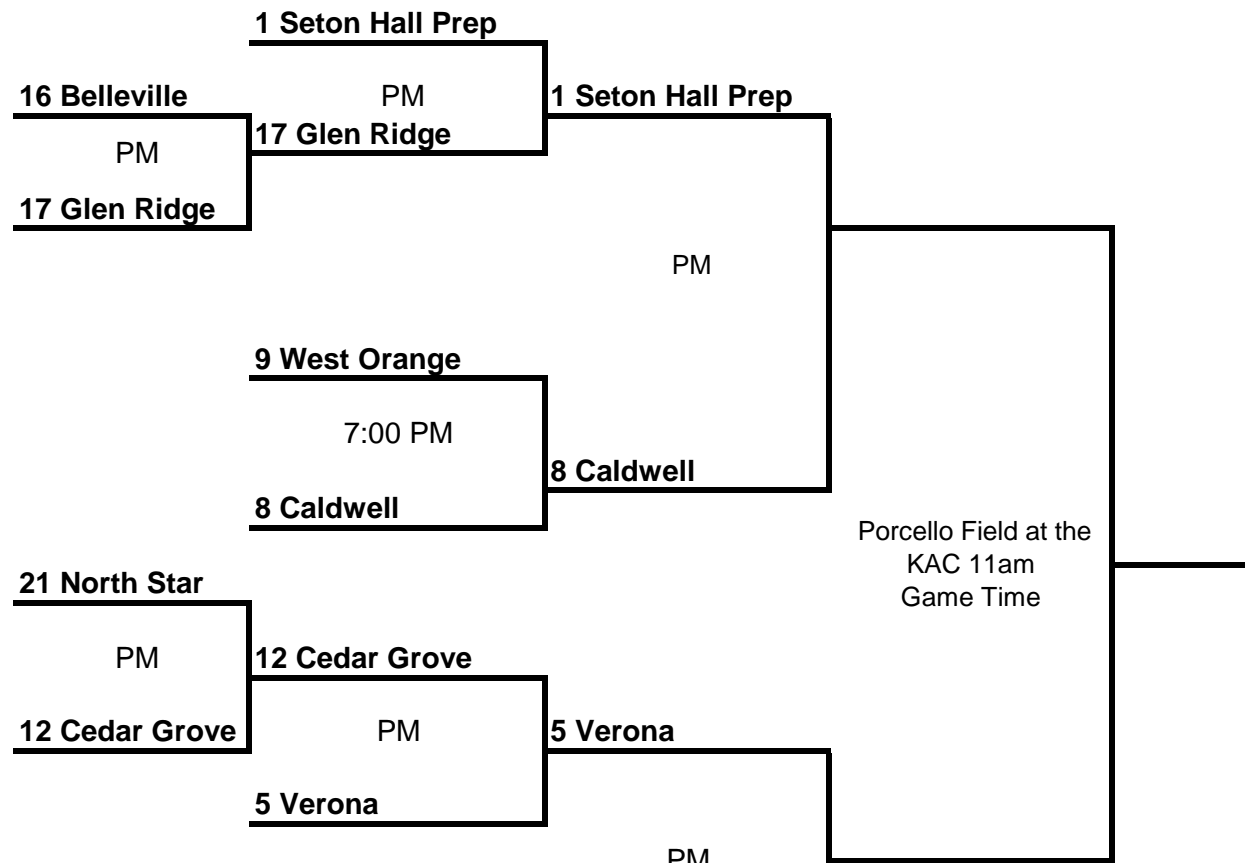 1 Seton Hall Prep
16 Belleville
PM
1 Seton Hall Prep
17 Glen Ridge
PM
17 Glen Ridge
PM
9 West Orange
7:00 PM
8 Caldwell
8 Caldwell
Porcello Field at the
KAC 11am
Game Time
21 North Star
PM
12 Cedar Grove
12 Cedar Grove
PM
5 Verona
5 Verona
PM